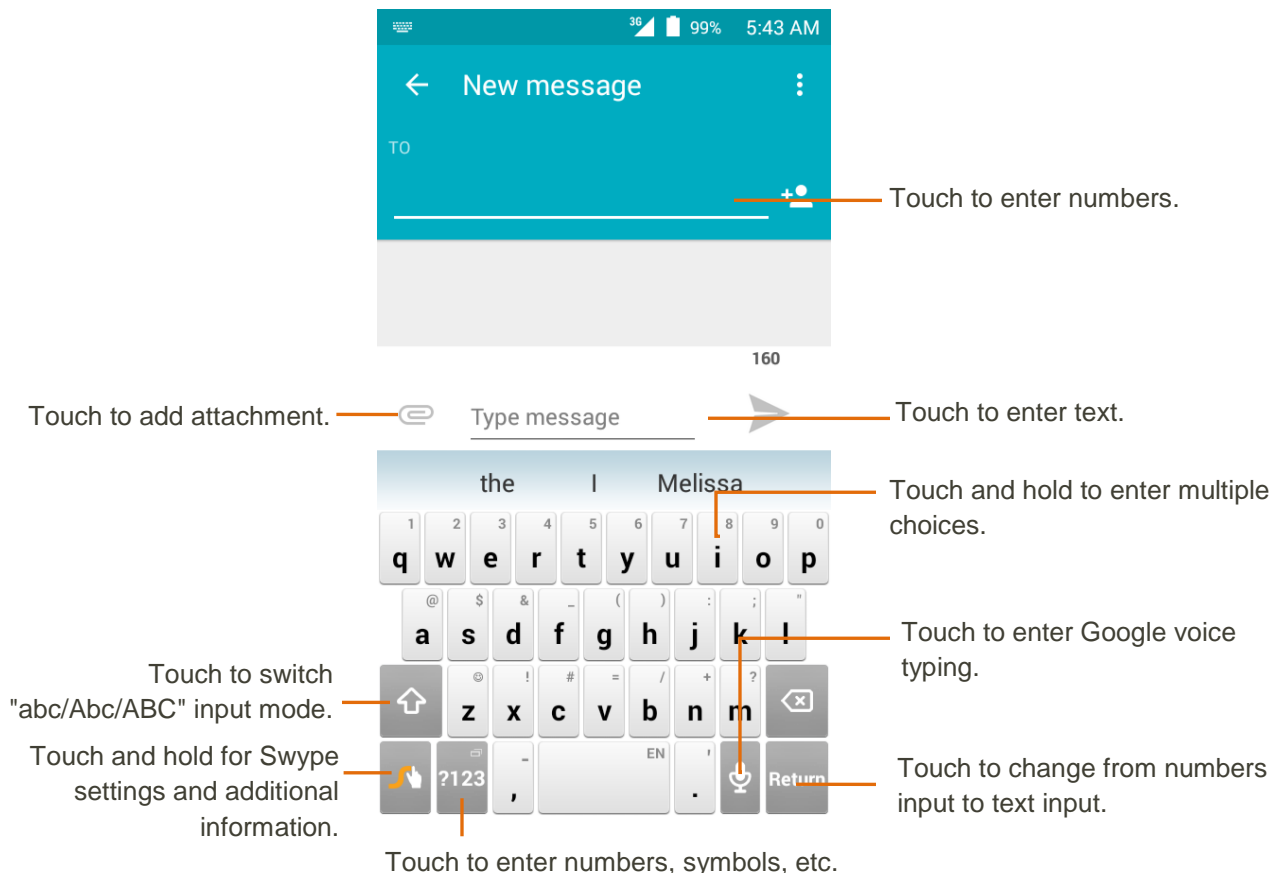 3G 99% 5:43 AM
New message
TO
Touch to enter numbers.
160
Touch to add attachment.
Type message
Touch to enter text.
the I Melissa
Touch and hold to enter multiple
choices.
1 2 3 4 5 6 7 8 9 0
q w e r t y u i o p
@ $ & _ ( ) : ; "
a s d f g h j k l
Touch to enter Google voice
typing.
Touch to switch
"abc/Abc/ABC" input mode.
☺ ! # = / + ?
z x c v b n m
Touch and hold for Swype
settings and additional
information.
- EN '
?123 , . Return
Touch to change from numbers
input to text input.
Touch to enter numbers, symbols, etc.